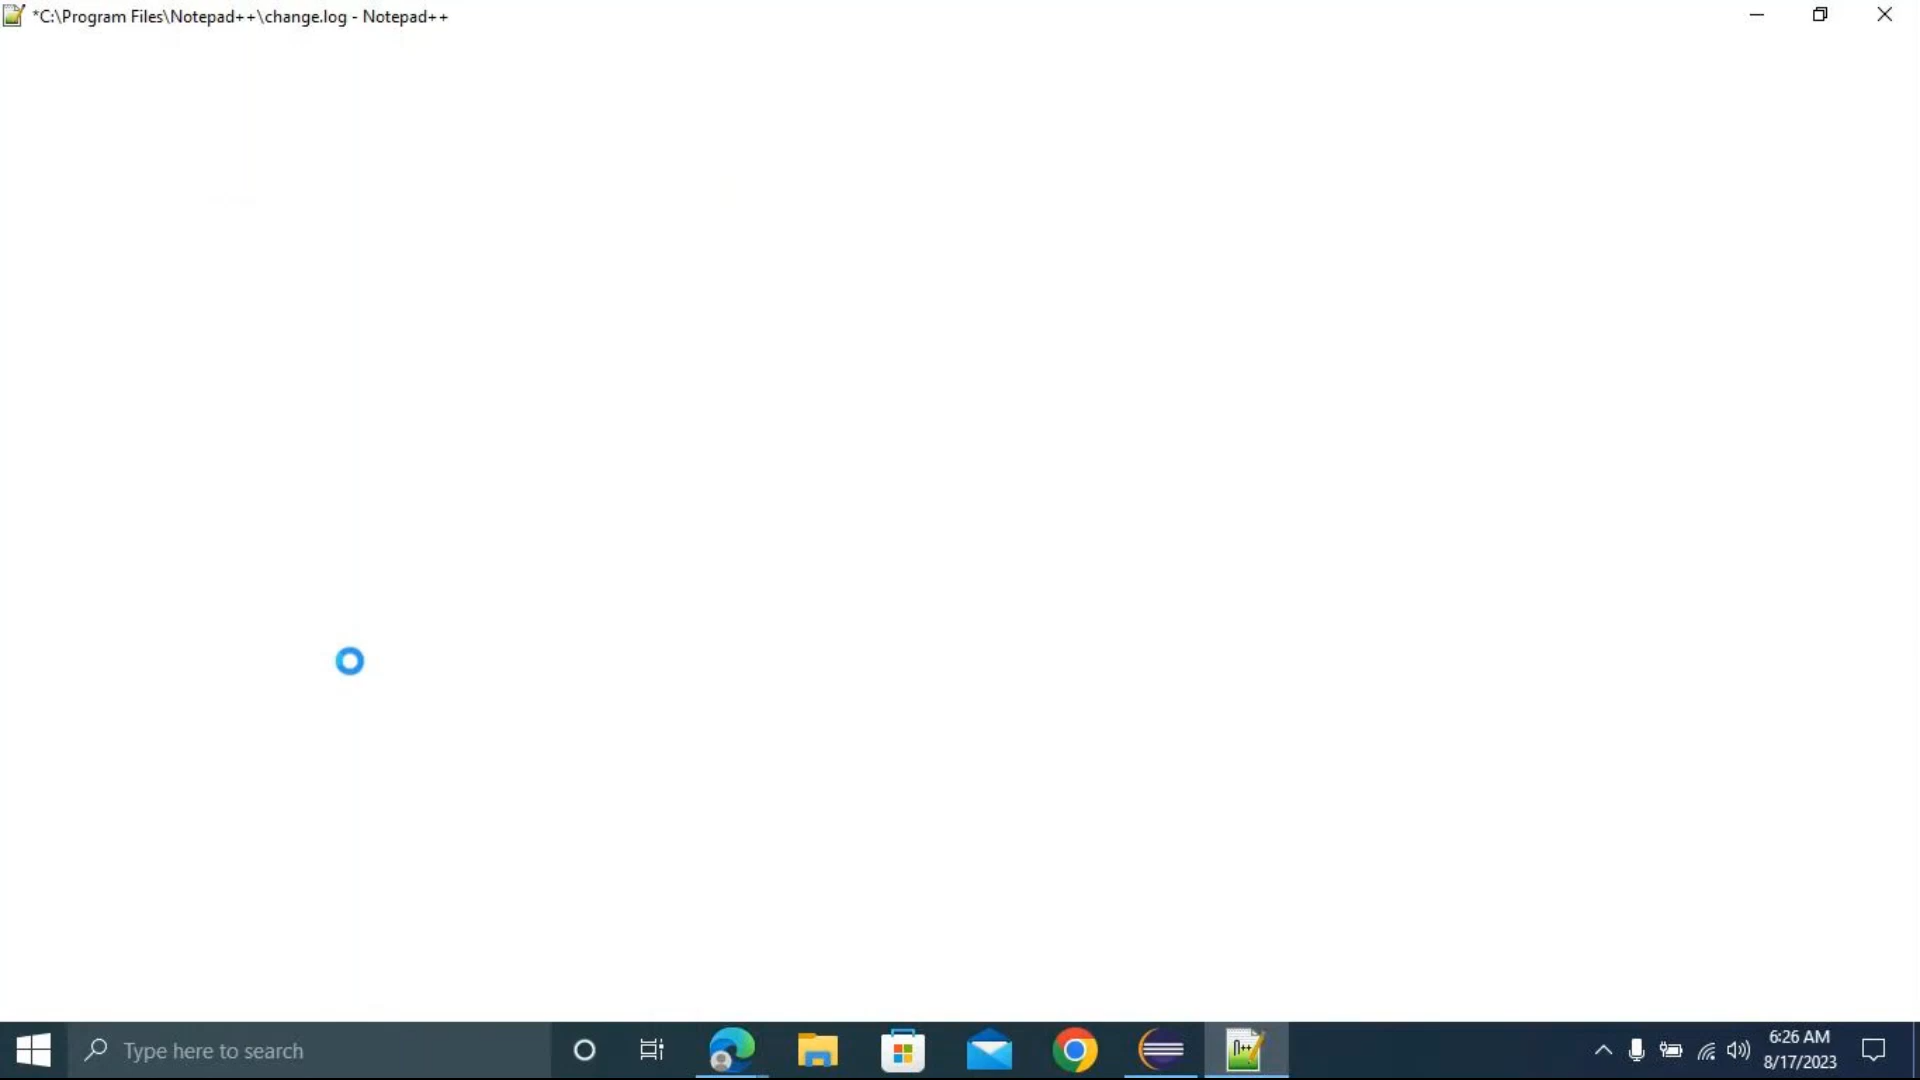 *C:\Program Files\Notepad++\change.log - Notepad++
Type here to search
6:26 AM
8/17/2023